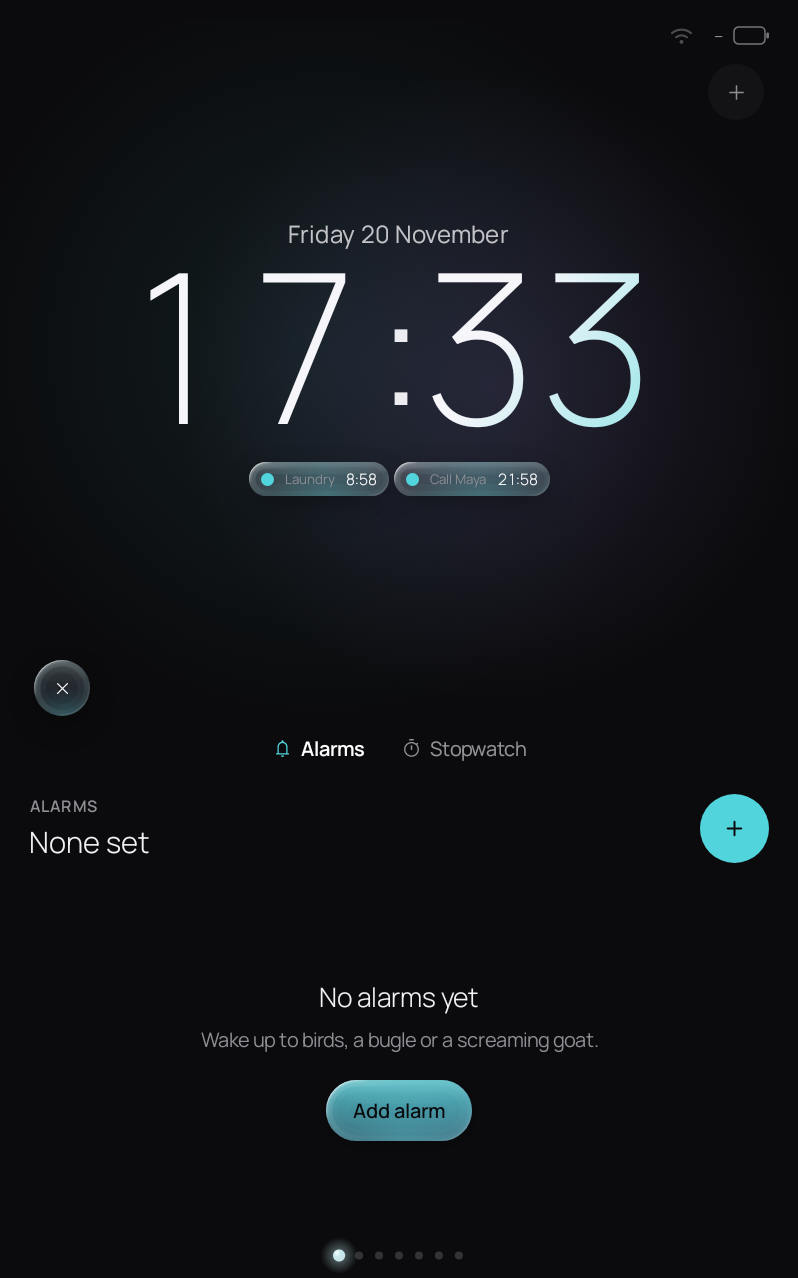 –
Friday 20 November
17:33
Laundry 8:58 Call Maya 21:58
Alarms Stopwatch
ALARMS
None set
No alarms yet
Wake up to birds, a bugle or a screaming goat.
Add alarm